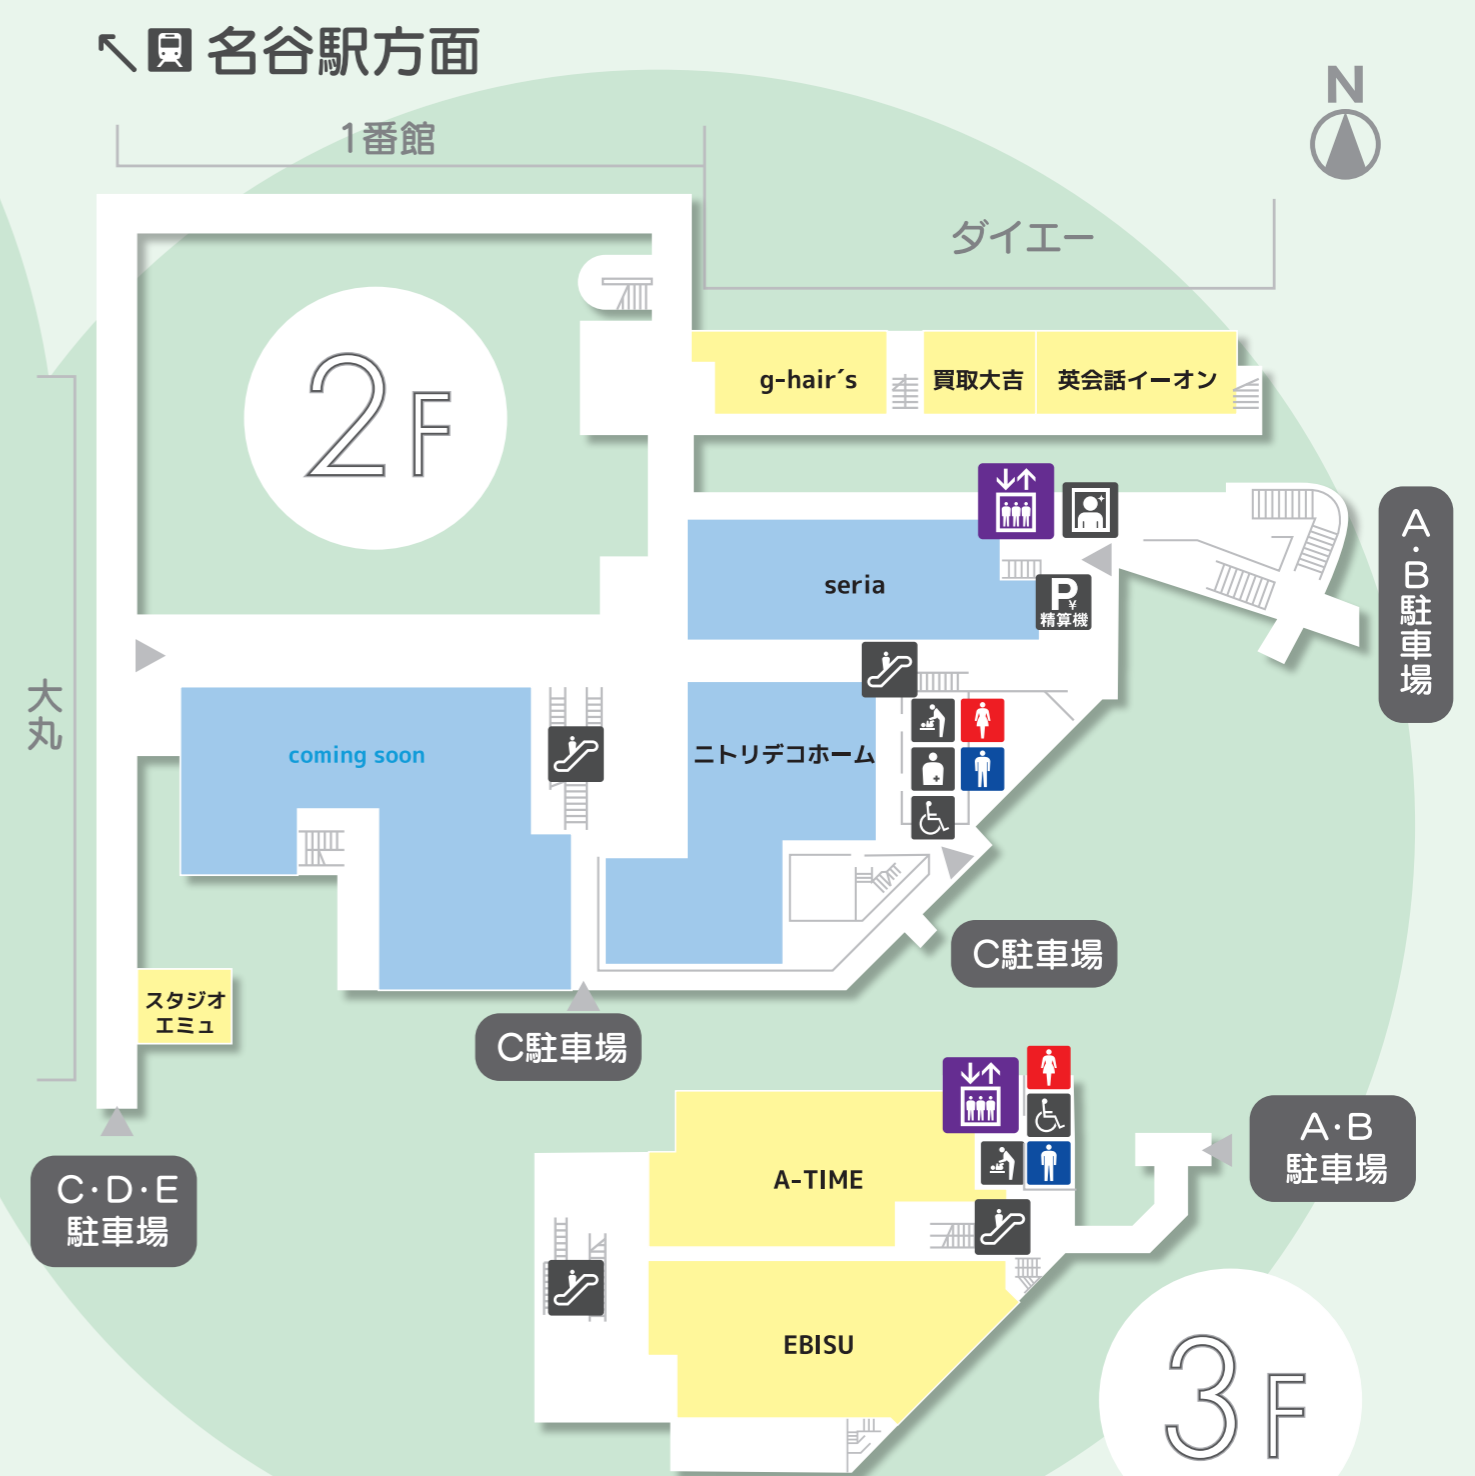 名谷駅方面
N
1番館
ダイエー
2F
g-hair´s
買取大吉
英会話イーオン
A・B駐車場
seria
P
¥
精算機
大丸
coming soon
ニトリデコホーム
C駐車場
スタジオ
エミュ
C駐車場
C・D・E
駐車場
A・B
駐車場
A-TIME
EBISU
3F